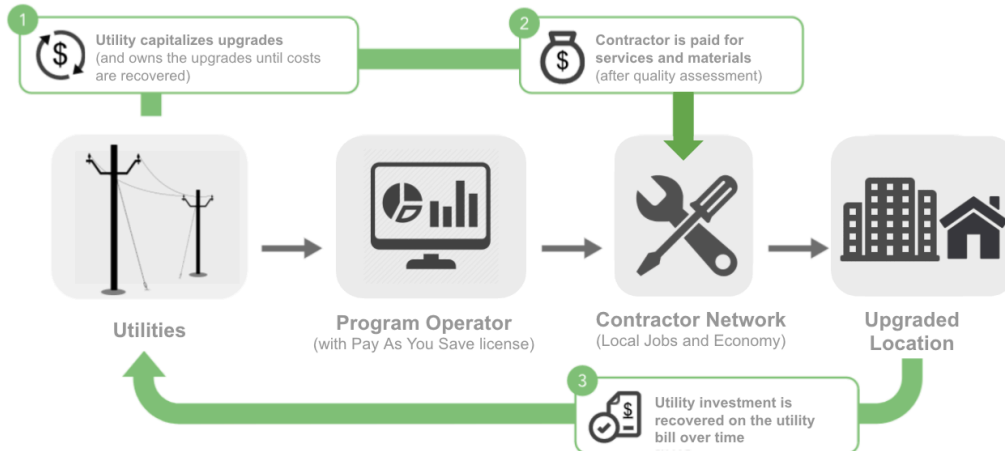 1
Utility capitalizes upgrades
(and owns the upgrades until costs
are recovered)
2
Contractor is paid for
services and materials
(after quality assessment)
$
$
Utilities
Program Operator
(with Pay As You Save license)
Contractor Network
(Local Jobs and Economy)
Upgraded
Location
3
$
Utility investment is
recovered on the utility
bill over time